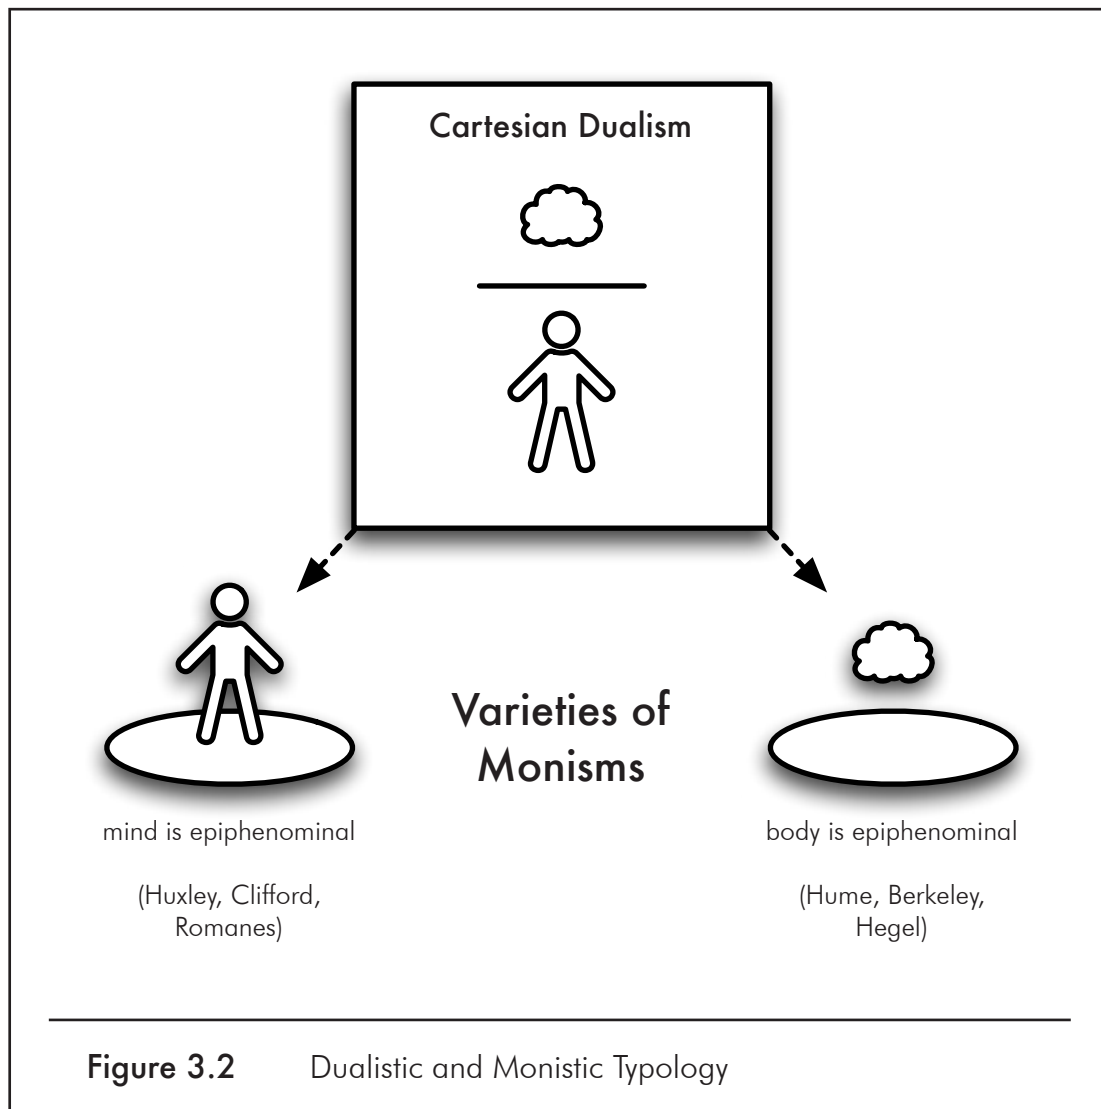 Cartesian Dualism
Varieties of
Monisms
mind is epiphenominal
(Huxley, Clifford,
Romanes)
body is epiphenominal
(Hume, Berkeley,
Hegel)
Figure 3.2 Dualistic and Monistic Typology